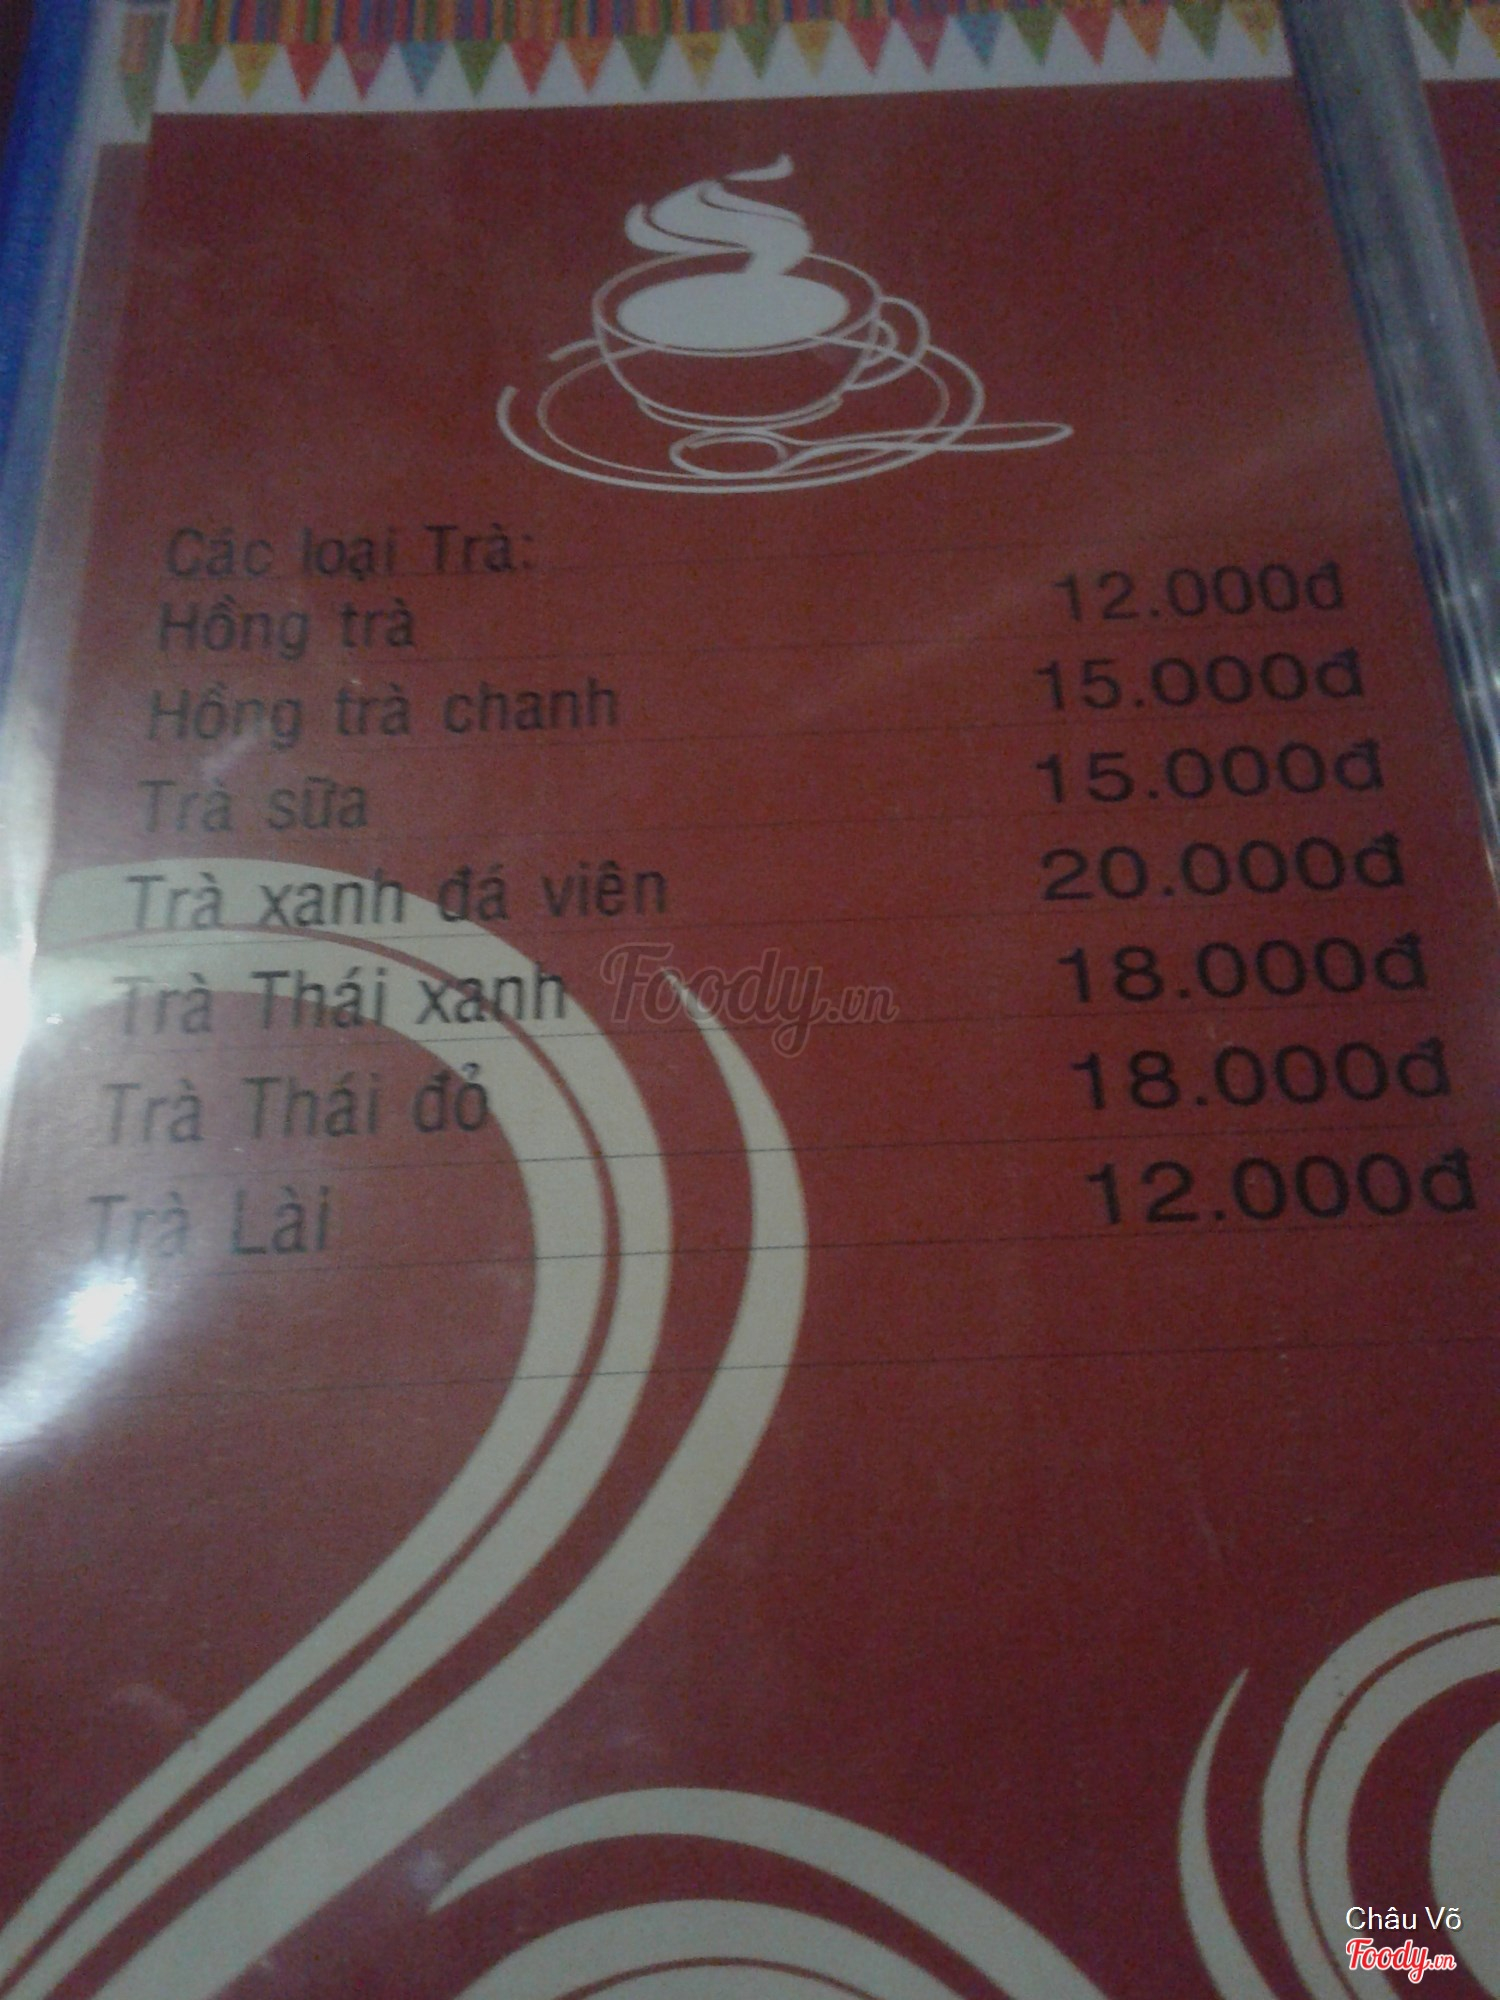 Các loại Trà:
Hồng trà 12.000đ
Hồng trà chanh 15.000đ
Trà sữa 15.000đ
Trà xanh đá viên 20.000đ
Trà Thái xanh 18.000đ
Trà Thái đỏ 18.000đ
Trà Lài 12.000đ
Foody.vn
Châu Võ
Foody.vn